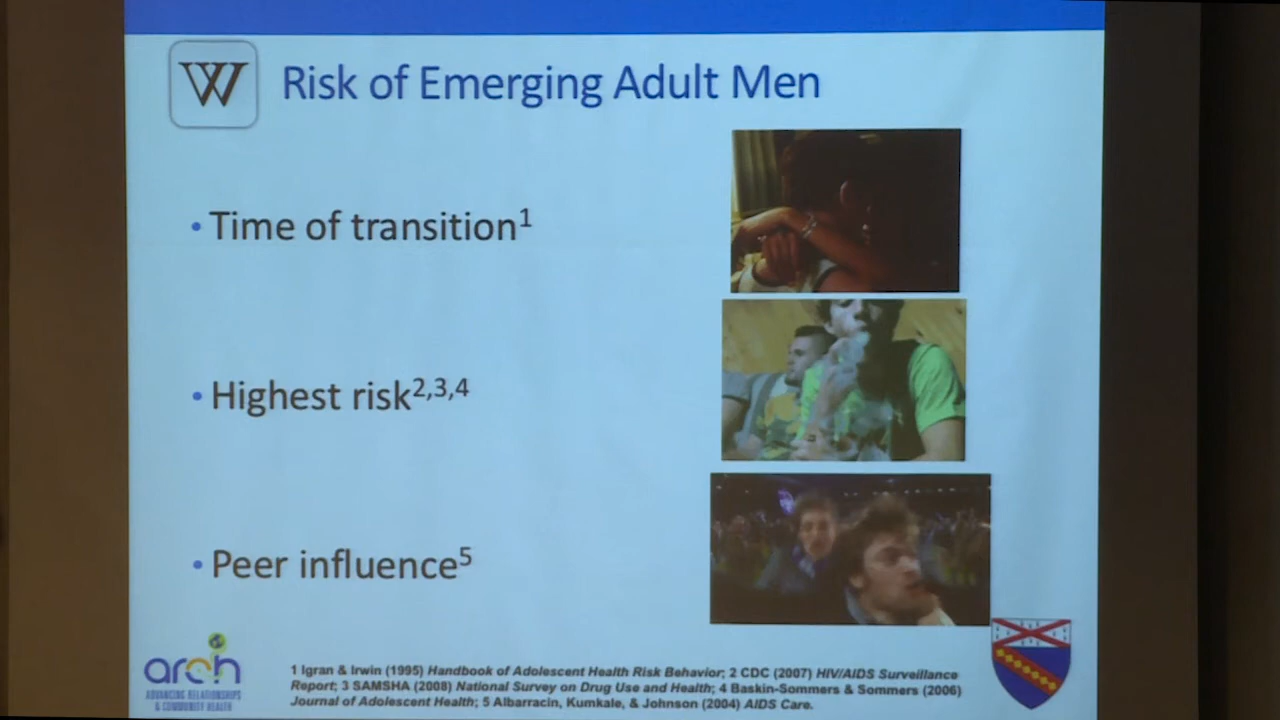 W
Risk of Emerging Adult Men
• Time of transition1
• Highest risk2,3,4
• Peer influence5
arch
ADVANCING RELATIONSHIPS
& COMMUNITY HEALTH
1 Igran & Irwin (1995) Handbook of Adolescent Health Risk Behavior; 2 CDC (2007) HIV/AIDS Surveillance
Report; 3 SAMSHA (2008) National Survey on Drug Use and Health; 4 Baskin-Sommers & Sommers (2006)
Journal of Adolescent Health; 5 Albarracin, Kumkale, & Johnson (2004) AIDS Care.